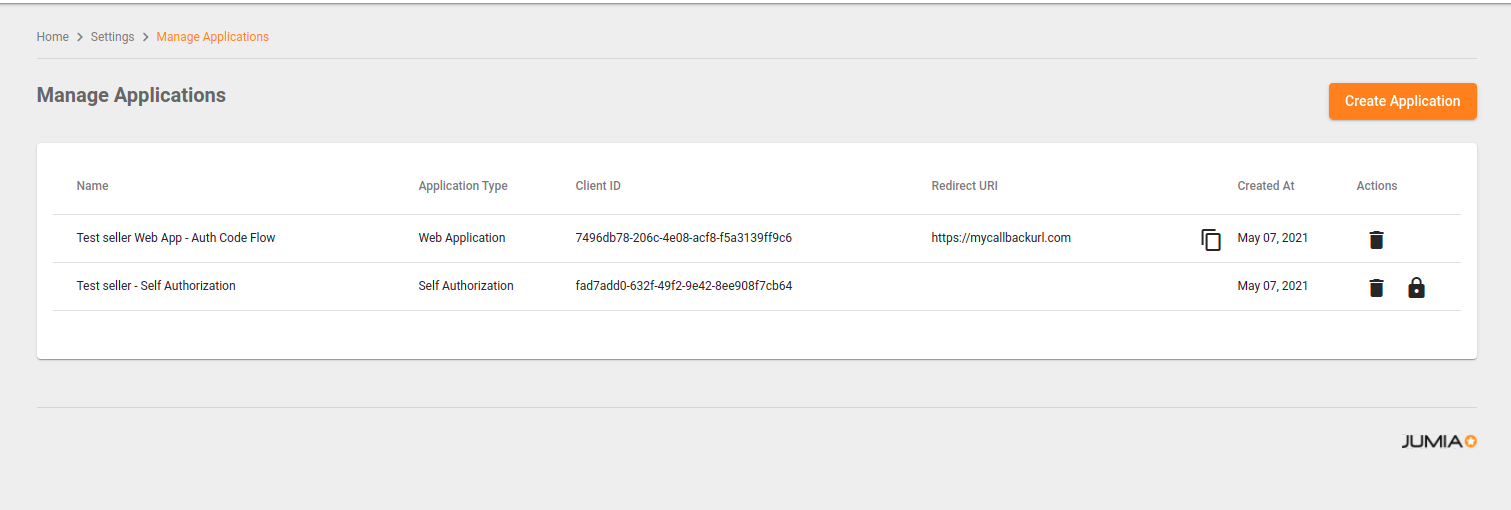 Home > Settings > Manage Applications
Manage Applications
Create Application
Name Application Type Client ID Redirect URI Created At Actions
Test seller Web App - Auth Code Flow Web Application 7496db78-206c-4e08-acf8-f5a3139ff9c6 https://mycallbackurl.com May 07, 2021
Test seller - Self Authorization Self Authorization fad7add0-632f-49f2-9e42-8ee908f7cb64 May 07, 2021
JUMIA